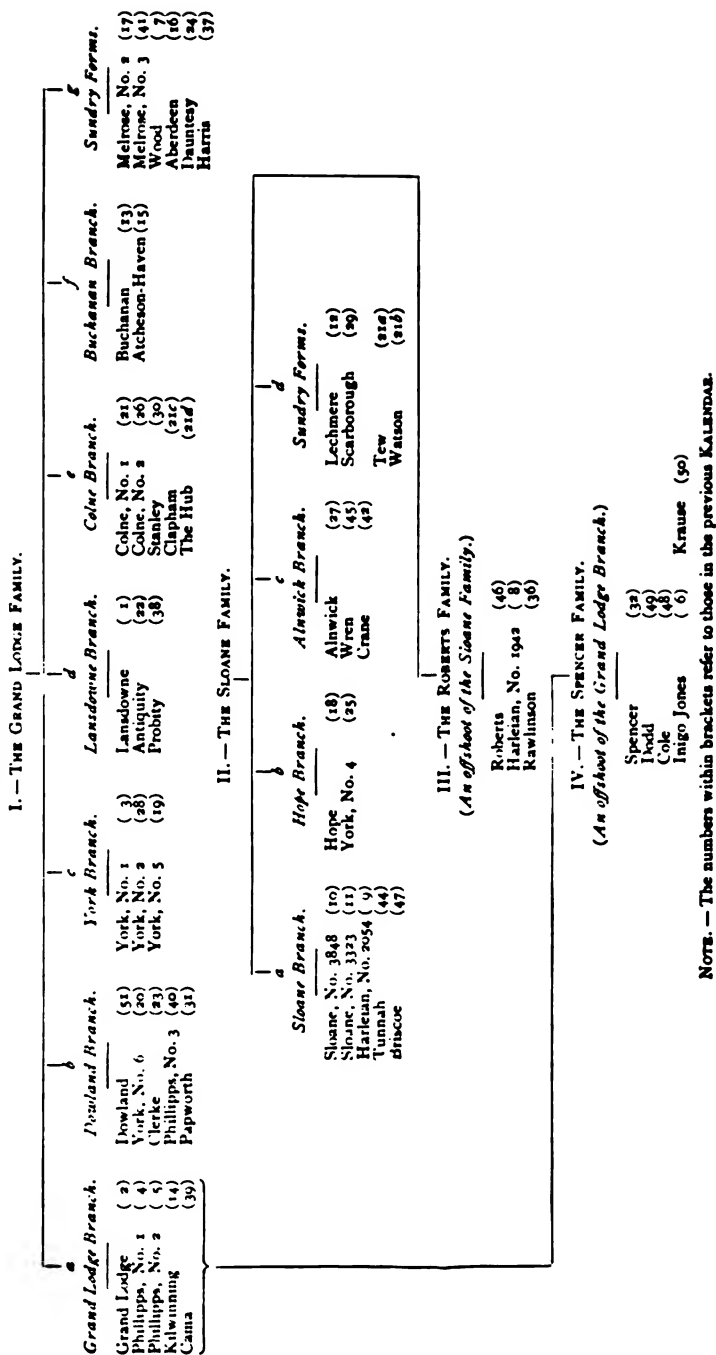 I. — THE GRAND LODGE FAMILY.
a
Grand Lodge Branch.
Grand Lodge ( 2)
Phillipps, No. 1 ( 4)
Phillipps, No. 2 ( 5)
Kilwinning (14)
Cama (39)
b
Dowland Branch.
Dowland (51)
York, No. 6 (20)
Clerke (23)
Phillipps, No. 3 (40)
Papworth (31)
c
York Branch.
York, No. 1 ( 3)
York, No. 2 (28)
York, No. 5 (19)
d
Lansdowne Branch.
Lansdowne ( 1)
Antiquity (22)
Probity (38)
e
Colne Branch.
Colne, No. 1 (21)
Colne, No. 2 (26)
Stanley (30)
Clapham (21c)
The Hub (21d)
f
Buchanan Branch.
Buchanan (13)
Atcheson-Haven (15)
g
Sundry Forms.
Melrose, No. 2 (17)
Melrose, No. 3 (41)
Wood ( 7)
Aberdeen (16)
Dauntesy (24)
Harris (37)
II. — THE SLOANE FAMILY.
a
Sloane Branch.
Sloane, No. 3848 (10)
Sloane, No. 3323 (11)
Harleian, No. 2054 ( 9)
Tunnah (44)
Briscoe (47)
b
Hope Branch.
Hope (18)
York, No. 4 (25)
c
Alnwick Branch.
Alnwick (27)
Wren (45)
Crane (42)
d
Sundry Forms.
Lechmere (12)
Scarborough (29)
Tew (21a)
Watson (21b)
III. — THE ROBERTS FAMILY.
(An offshoot of the Sloane Family.)
Roberts (46)
Harleian, No. 1942 ( 8)
Rawlinson (36)
IV. — THE SPENCER FAMILY.
(An offshoot of the Grand Lodge Branch.)
Spencer (32)
Dodd (49)
Cole (48)
Inigo Jones ( 6) Krause (50)
NOTE. — The numbers within brackets refer to those in the previous KALENDAR.